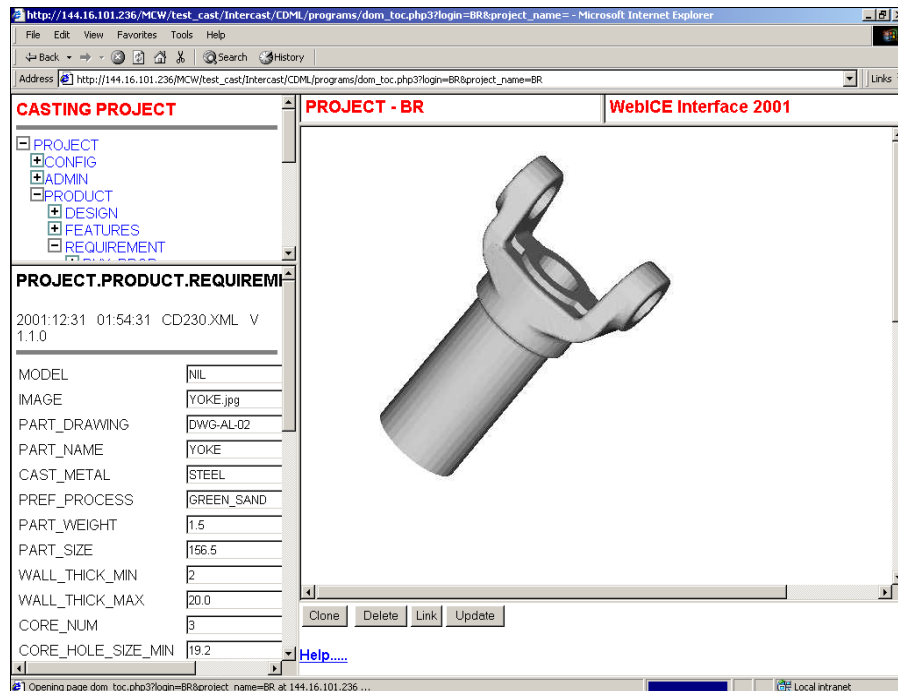 http://144.16.101.236/MCW/test_cast/Intercast/CDML/programs/dom_toc.php3?login=BR&project_name= - Microsoft Internet Explorer
File Edit View Favorites Tools Help
Back Search History
Address http://144.16.101.236/MCW/test_cast/Intercast/CDML/programs/dom_toc.php3?login=BR&project_name=BR Links
CASTING PROJECT
PROJECT
CONFIG
ADMIN
PRODUCT
DESIGN
FEATURES
REQUIREMENT
PROJECT - BR WebICE Interface 2001
PROJECT.PRODUCT.REQUIREM
2001:12:31 01:54:31 CD230.XML V
1.1.0
MODEL NIL
IMAGE YOKE.jpg
PART_DRAWING DWG-AL-02
PART_NAME YOKE
CAST_METAL STEEL
PREF_PROCESS GREEN_SAND
PART_WEIGHT 1.5
PART_SIZE 156.5
WALL_THICK_MIN 2
WALL_THICK_MAX 20.0
CORE_NUM 3
CORE_HOLE_SIZE_MIN 19.2
Clone Delete Link Update
Help.....
Opening page dom_toc.php3?login=BR&project_name=BR at 144.16.101.236 ... Local intranet